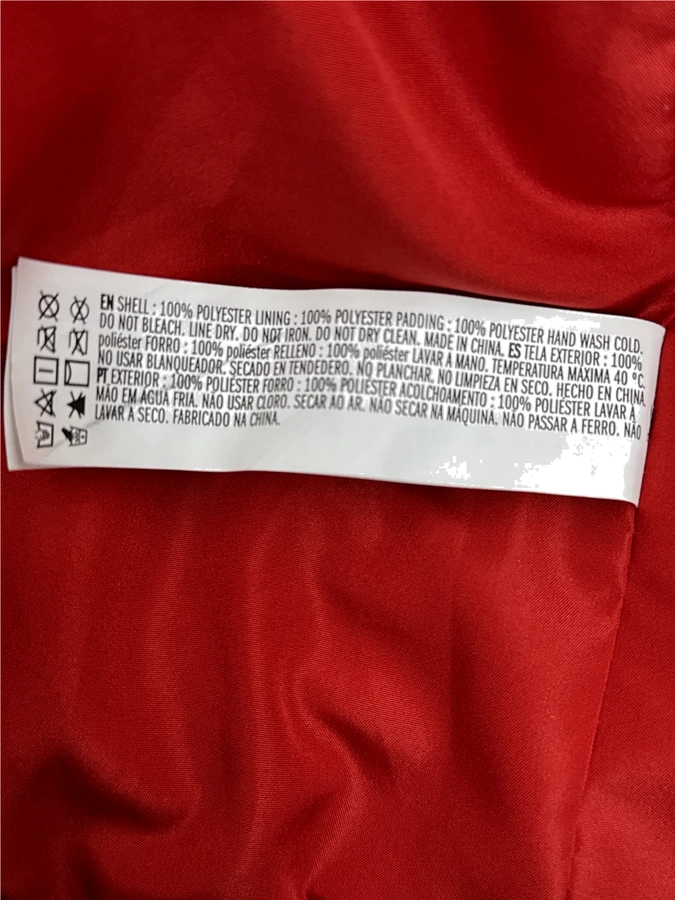 EN SHELL : 100% POLYESTER LINING : 100% POLYESTER PADDING : 100% POLYESTER HAND WASH COLD.
DO NOT BLEACH. LINE DRY. DO NOT IRON. DO NOT DRY CLEAN. MADE IN CHINA. ES TELA EXTERIOR : 100%
poliéster FORRO : 100% poliéster RELLENO : 100% poliéster LAVAR A MANO. TEMPERATURA MÁXIMA 40 °C.
NO USAR BLANQUEADOR. SECADO EN TENDEDERO. NO PLANCHAR. NO LIMPIEZA EN SECO. HECHO EN CHINA.
PT EXTERIOR : 100% POLIÉSTER FORRO : 100% POLIÉSTER ACOLCHOAMENTO : 100% POLIÉSTER LAVAR À
MÃO EM ÁGUA FRIA. NÃO USAR CLORO. SECAR AO AR. NÃO SECAR NA MÁQUINA. NÃO PASSAR A FERRO. NÃO
LAVAR A SECO. FABRICADO NA CHINA.